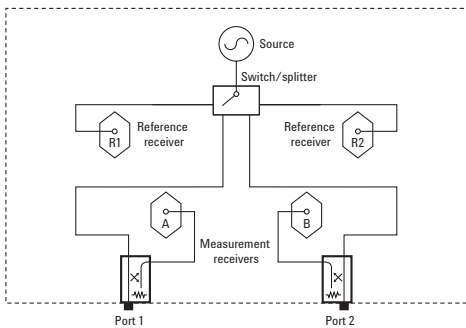 Source
Switch/splitter
Reference
receiver
R1
Reference
receiver
R2
A
Measurement
receivers
B
Port 1
Port 2